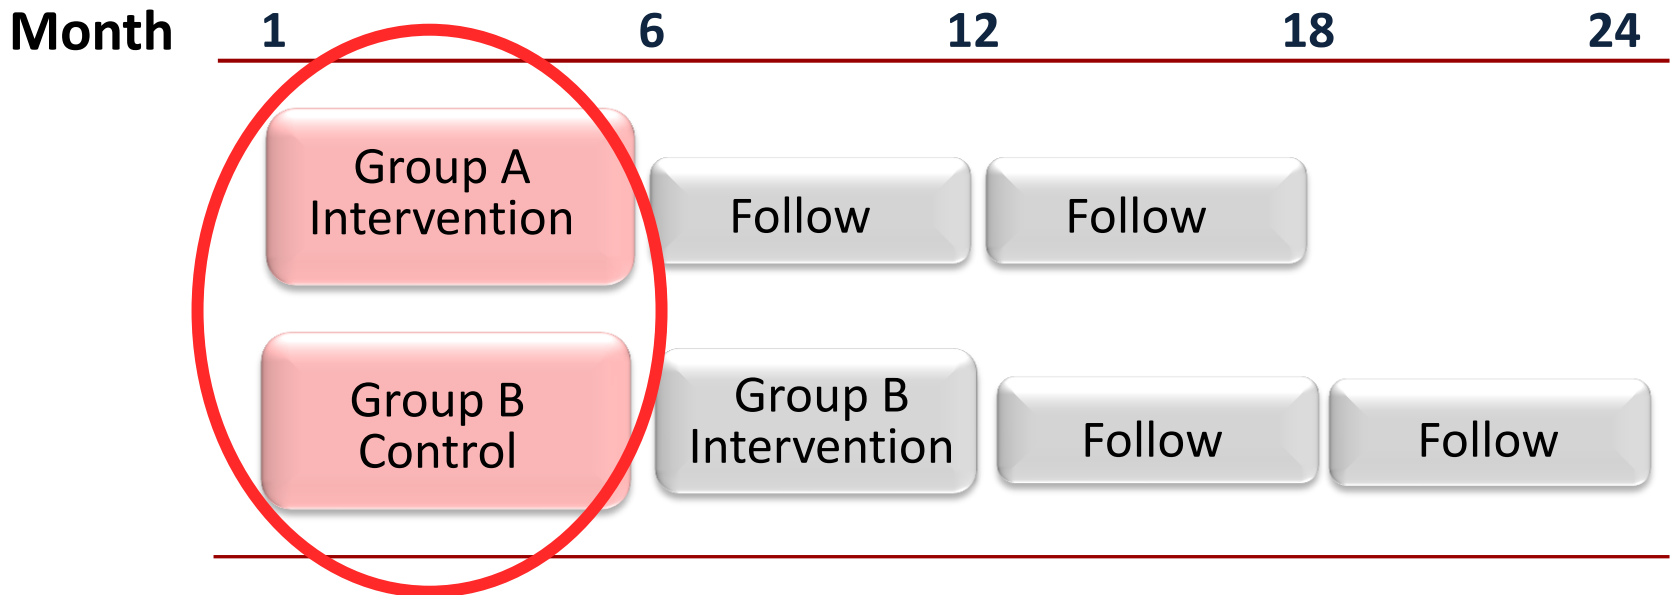 Month 1 6 12 18 24
Group A
Intervention
Follow
Follow
Group B
Control
Group B
Intervention
Follow
Follow